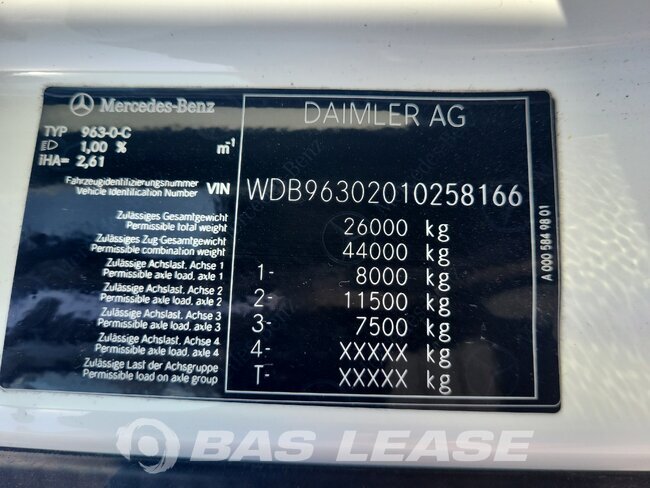 Mercedes-Benz DAIMLER AG
TYP 963-0-C
1,00 % m⁻¹
iHA= 2,61
Fahrzeugidentifizierungsnummer
Vehicle Identification Number VIN WDB96302010258166
Zulässiges Gesamtgewicht
Permissible total weight 26000 kg
Zulässiges Zug-Gesamtgewicht
Permissible combination weight 44000 kg
Zulässige Achslast, Achse 1
Permissible axle load, axle 1 1- 8000 kg
Zulässige Achslast, Achse 2
Permissible axle load, axle 2 2- 11500 kg
Zulässige Achslast, Achse 3
Permissible axle load, axle 3 3- 7500 kg
Zulässige Achslast, Achse 4
Permissible axle load, axle 4 4- XXXXX kg
Zulässige Last der Achsgruppe
Permissible load on axle group T- XXXXX kg
A 000 584 98 01
BAS LEASE